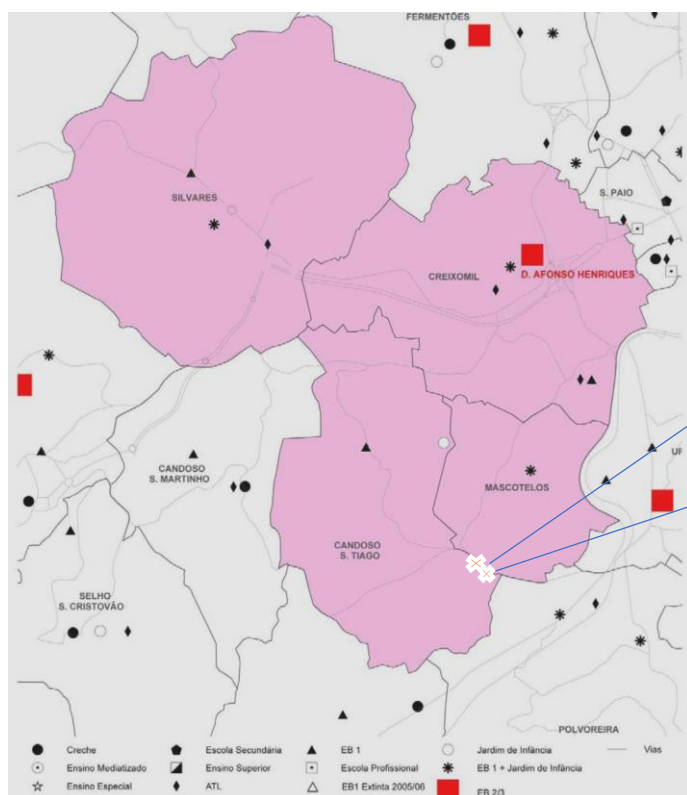 FERMENTÕES
S. PAIO
SILVARES
CREIXOMIL
D. AFONSO HENRIQUES
CANDOSO
S. MARTINHO
MASCOTELOS
UR
CANDOSO
S. TIAGO
SELHO
S. CRISTOVÃO
POLVOREIRA
Creche
Escola Secundária
EB 1
Jardim de Infância
Vias
Ensino Mediatizado
Ensino Superior
Escola Profissional
EB 1 + Jardim de Infância
Ensino Especial
ATL
EB1 Extinta 2005/06
EB 2/3